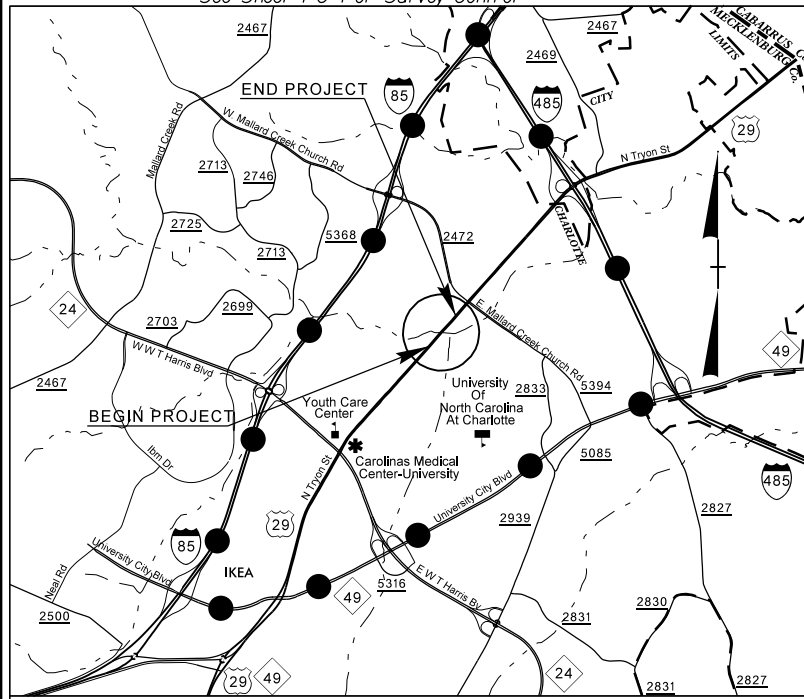 2467
2467
CABARRUS
MECKLENBURG Co.
LIMITS
2469
CITY
END PROJECT
85
485
29
N Tryon St
Mallard Creek Rd
W. Mallard Creek Church Rd
2713
2746
2725
5368
2472
2713
CHARLOTTE
24
2699
2703
W W T Harris Blvd
2467
E. Mallard Creek Church Rd
49
2833
5394
BEGIN PROJECT
Youth Care
Center
University
Of
North Carolina
At Charlotte
Ibm Dr
N Tryon St
Carolinas Medical
Center-University
5085
485
University City Blvd
2939
2827
29
85
University City Blvd
IKEA
Neal Rd
5316
E W T Harris Bv
49
2500
2831
2830
24
29
49
2831
2827